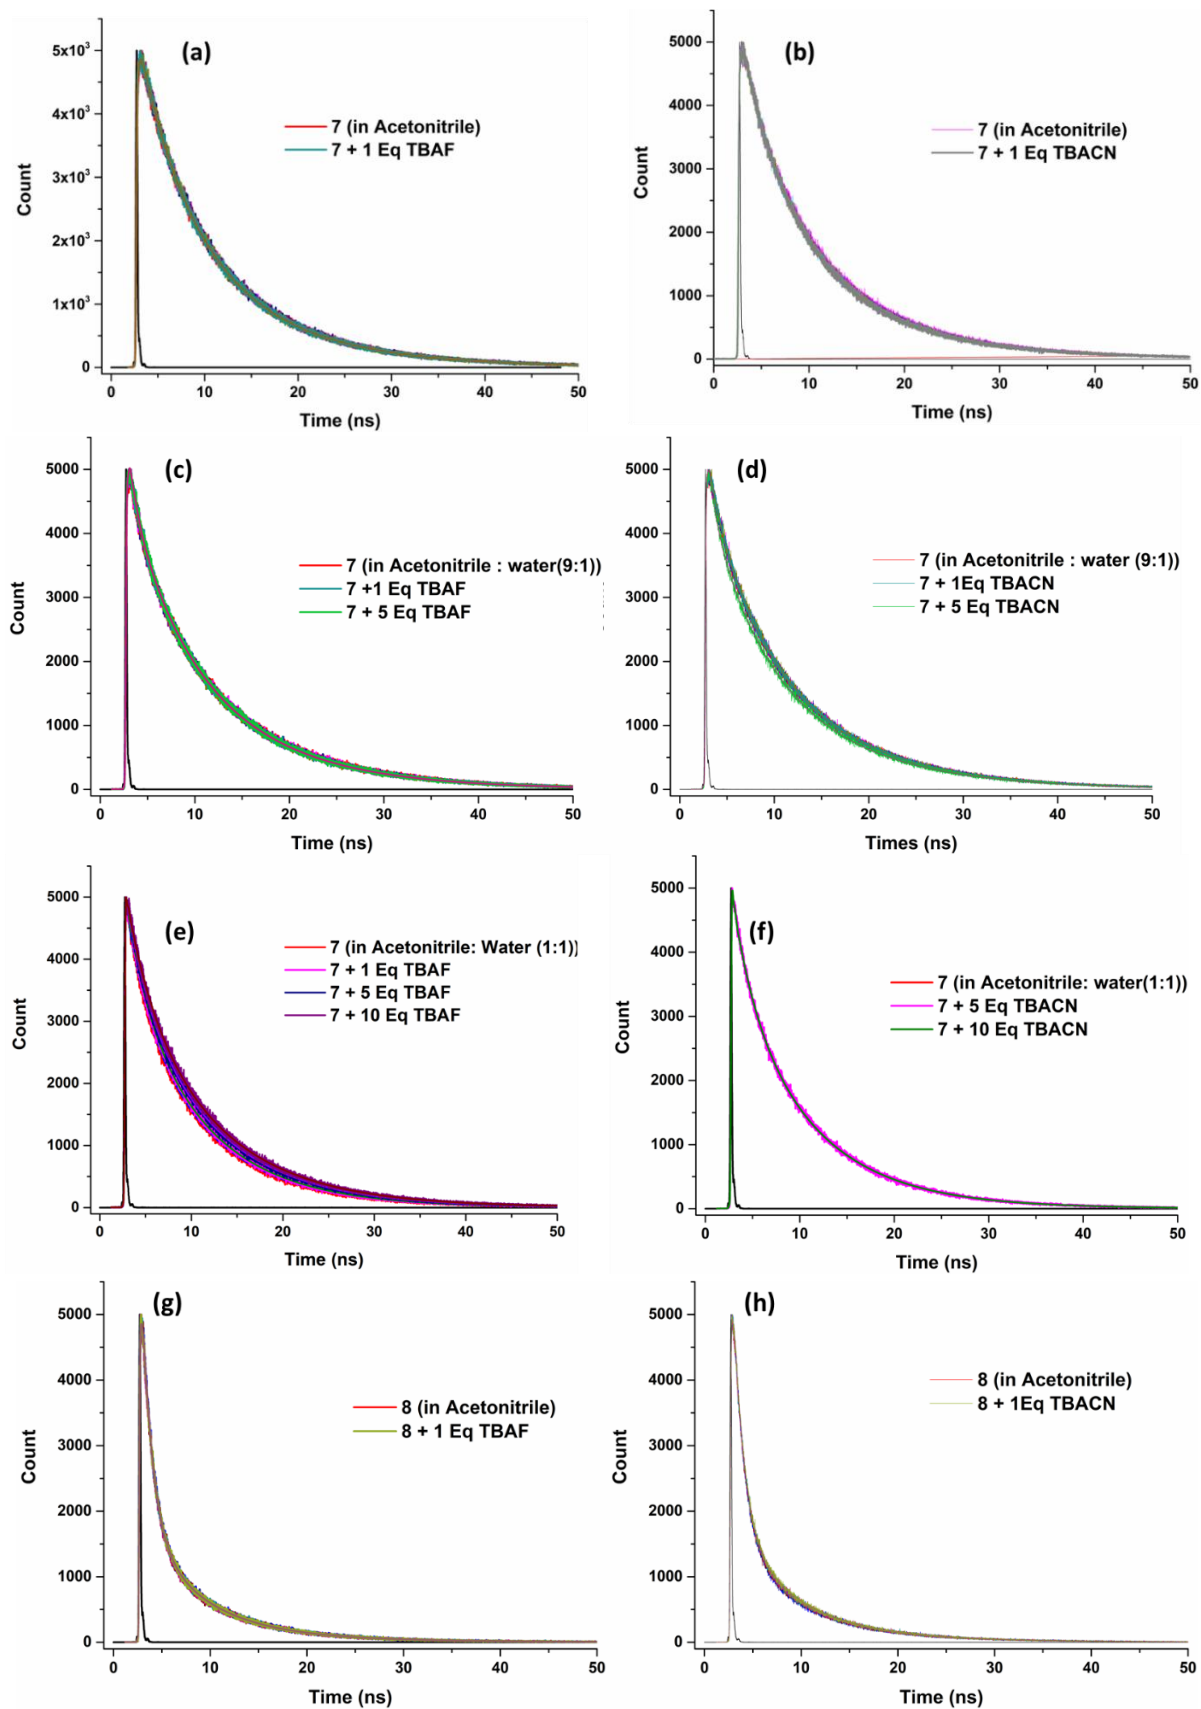 (a)
5x10³
4x10³
3x10³
2x10³
1x10³
0
Count
7 (in Acetonitrile)
7 + 1 Eq TBAF
0 10 20 30 40 50
Time (ns)
(b)
5000
4000
3000
2000
1000
0
Count
7 (in Acetonitrile)
7 + 1 Eq TBACN
0 10 20 30 40 50
Time (ns)
(c)
5000
4000
3000
2000
1000
0
Count
7 (in Acetonitrile : water(9:1))
7 +1 Eq TBAF
7 + 5 Eq TBAF
0 10 20 30 40 50
Time (ns)
(d)
5000
4000
3000
2000
1000
0
7 (in Acetonitrile : water (9:1))
7 + 1Eq TBACN
7 + 5 Eq TBACN
0 10 20 30 40 50
Times (ns)
(e)
5000
4000
3000
2000
1000
0
Count
7 (in Acetonitrile: Water (1:1))
7 + 1 Eq TBAF
7 + 5 Eq TBAF
7 + 10 Eq TBAF
0 10 20 30 40 50
Time (ns)
(f)
5000
4000
3000
2000
1000
0
Count
7 (in Acetonitrile: water(1:1))
7 + 5 Eq TBACN
7 + 10 Eq TBACN
0 10 20 30 40 50
Time (ns)
(g)
5000
4000
3000
2000
1000
0
Count
8 (in Acetonitrile)
8 + 1 Eq TBAF
0 10 20 30 40 50
Time (ns)
(h)
5000
4000
3000
2000
1000
0
Count
8 (in Acetonitrile)
8 + 1Eq TBACN
0 10 20 30 40 50
Time (ns)